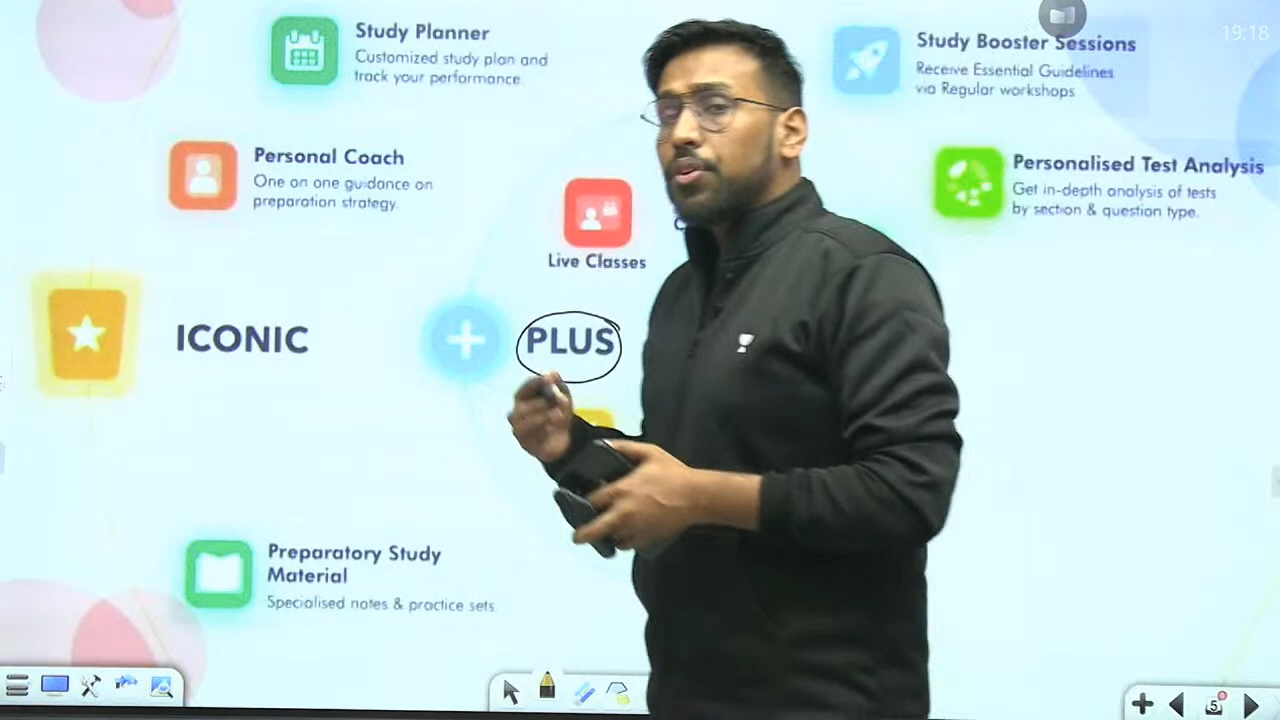 19:18
Study Planner
Customized study plan and
track your performance.
Study Booster Sessions
Receive Essential Guidelines
via Regular workshops
Personal Coach
One on one guidance on
preparation strategy.
Live Classes
Personalised Test Analysis
Get in-depth analysis of tests
by section & question type.
ICONIC
PLUS
Preparatory Study
Material
Specialised notes & practice sets.
5